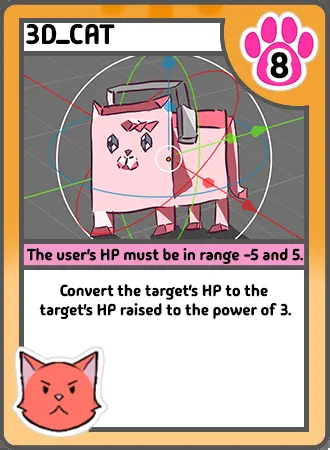 3D_CAT
8
The user's HP must be in range -5 and 5.
Convert the target's HP to the
target's HP raised to the power of 3.